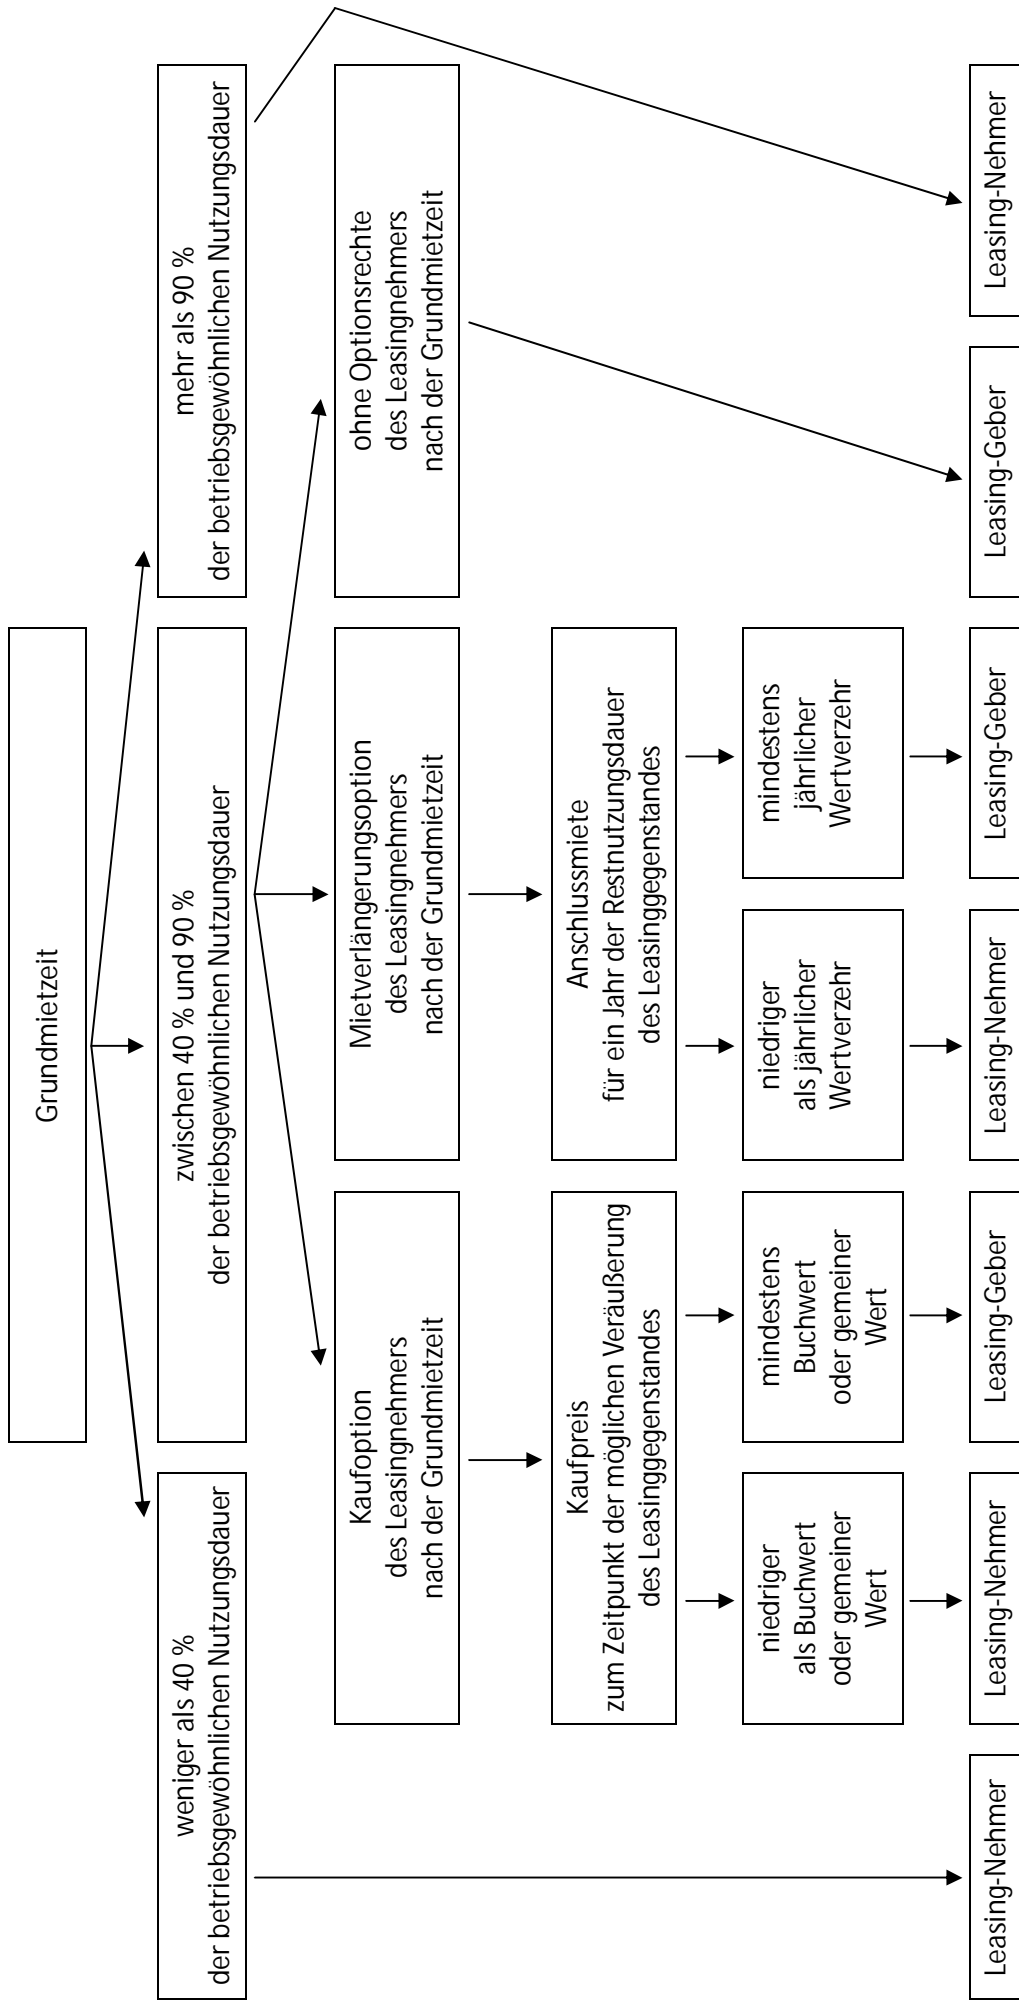 Grundmietzeit
weniger als 40 %
der betriebsgewöhnlichen Nutzungsdauer
zwischen 40 % und 90 %
der betriebsgewöhnlichen Nutzungsdauer
mehr als 90 %
der betriebsgewöhnlichen Nutzungsdauer
Kaufoption
des Leasingnehmers
nach der Grundmietzeit
Mietverlängerungsoption
des Leasingnehmers
nach der Grundmietzeit
ohne Optionsrechte
des Leasingnehmers
nach der Grundmietzeit
Kaufpreis
zum Zeitpunkt der möglichen Veräußerung
des Leasinggegenstandes
Anschlussmiete
für ein Jahr der Restnutzungsdauer
des Leasinggegenstandes
niedriger
als Buchwert
oder gemeiner
Wert
mindestens
Buchwert
oder gemeiner
Wert
niedriger
als jährlicher
Wertverzehr
mindestens
jährlicher
Wertverzehr
Leasing-Nehmer
Leasing-Nehmer
Leasing-Geber
Leasing-Nehmer
Leasing-Geber
Leasing-Geber
Leasing-Nehmer